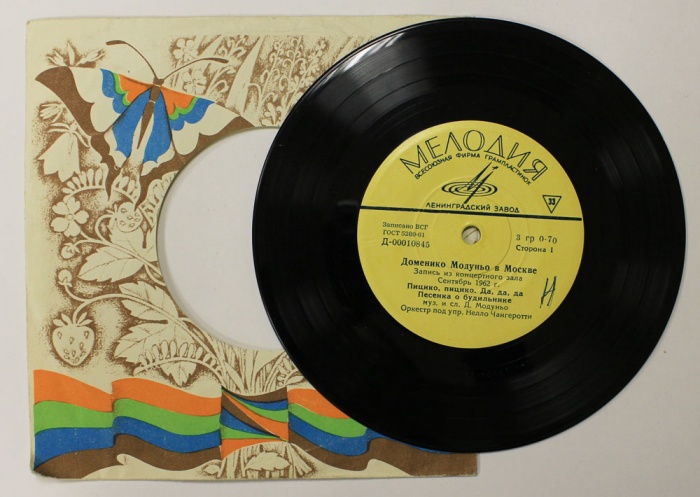 МЕЛОДИЯ
ВСЕСОЮЗНАЯ ФИРМА ГРАМПЛАСТИНОК
ЛЕНИНГРАДСКИЙ ЗАВОД
33
Записано ВСГ
ГОСТ 5289-61
Д-00010845
3 гр 0-70
Сторона 1
Доменико Модуньо в Москве
Запись из концертного зала
Сентябрь 1962 г.
Пицико, пицико. Да, да, да
Песенка о будильнике
муз. и сл. Д. Модуньо
Оркестр под упр. Нелло Чангеротти